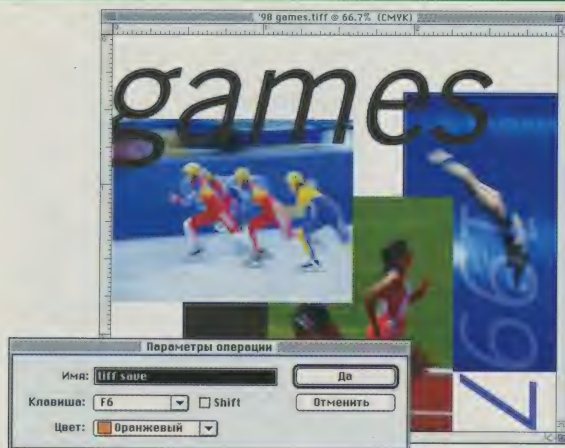 '98 games.tiff @ 66.7% (CMYK)
games
1997
Параметры операции
Имя: tiff save
Да
Клавиша: F6
Shift
Отменить
Цвет: Оранжевый